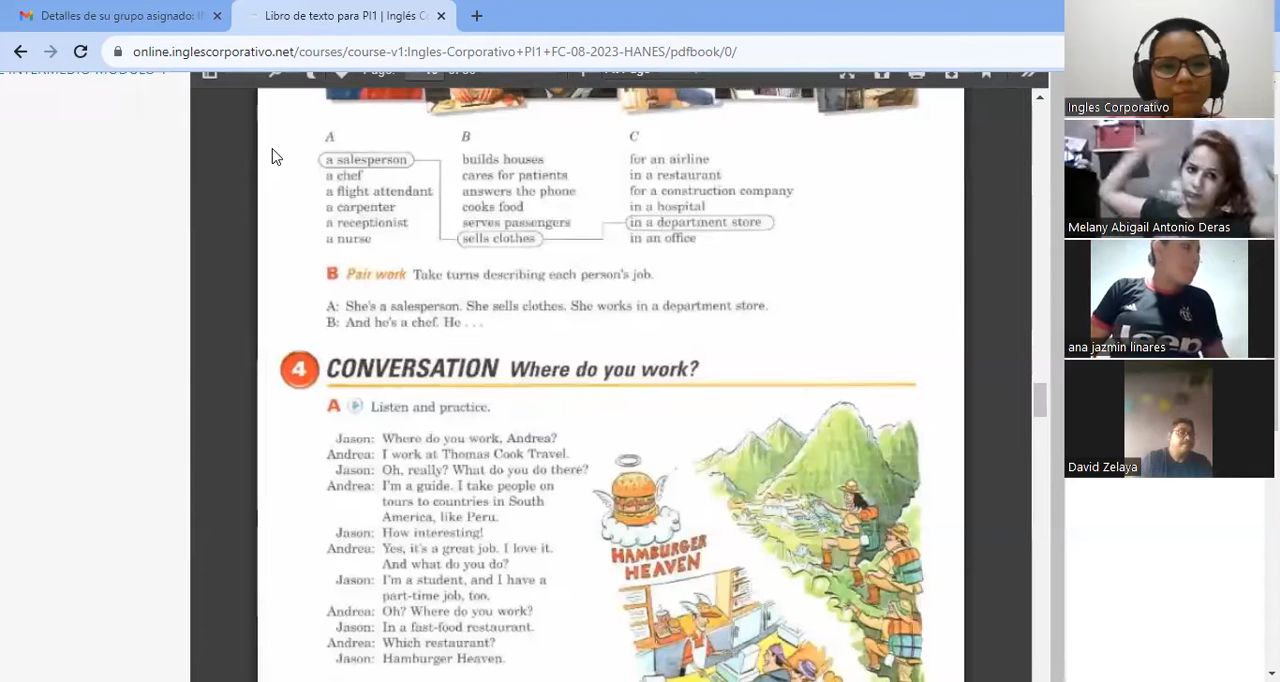 Detalles de su grupo asignado: I
Libro de texto para PI1 | Inglés C
online.inglescorporativo.net/courses/course-v1:Ingles-Corporativo+PI1+FC-08-2023-HANES/pdfbook/0/
A B C
a salesperson builds houses for an airline
a chef cares for patients in a restaurant
a flight attendant answers the phone for a construction company
a carpenter cooks food in a hospital
a receptionist serves passengers in a department store
a nurse sells clothes in an office
B Pair work Take turns describing each person's job.
A: She's a salesperson. She sells clothes. She works in a department store.
B: And he's a chef. He . . .
4 CONVERSATION Where do you work?
A Listen and practice.
Jason: Where do you work, Andrea?
Andrea: I work at Thomas Cook Travel.
Jason: Oh, really? What do you do there?
Andrea: I'm a guide. I take people on
tours to countries in South
America, like Peru.
Jason: How interesting!
Andrea: Yes, it's a great job. I love it.
And what do you do?
Jason: I'm a student, and I have a
part-time job, too.
Andrea: Oh? Where do you work?
Jason: In a fast-food restaurant.
Andrea: Which restaurant?
Jason: Hamburger Heaven.
HAMBURGER
HEAVEN
Ingles Corporativo
Melany Abigail Antonio Deras
ana jazmin linares
David Zelaya